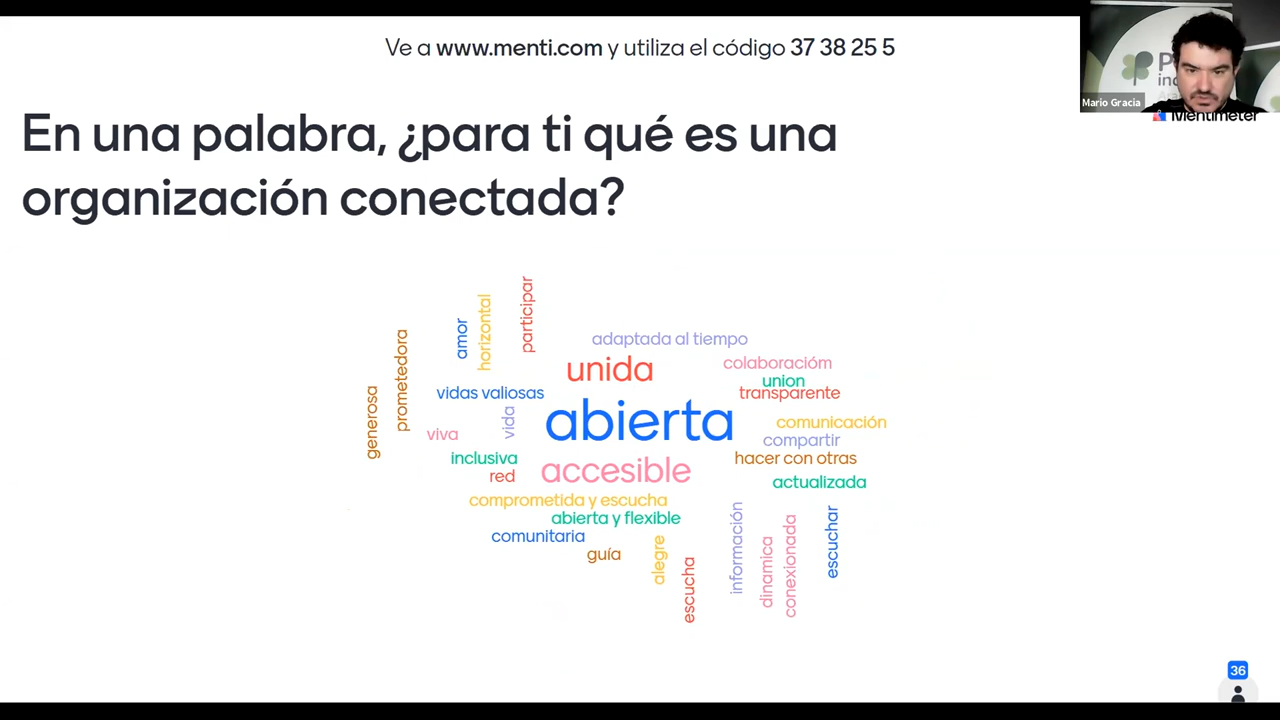 Ve a www.menti.com y utiliza el código 37 38 25 5
Mario Gracia
Mentimeter
En una palabra, ¿para ti qué es una
organización conectada?
participar
horizontal
amor
prometedora
generosa
adaptada al tiempo
unida
colaboracióm
union
transparente
vidas valiosas
vida
abierta
viva
comunicación
compartir
inclusiva
hacer con otras
red
accesible
actualizada
comprometida y escucha
abierta y flexible
comunitaria
guía
alegre
escucha
información
dinamica
conexionada
escuchar
36